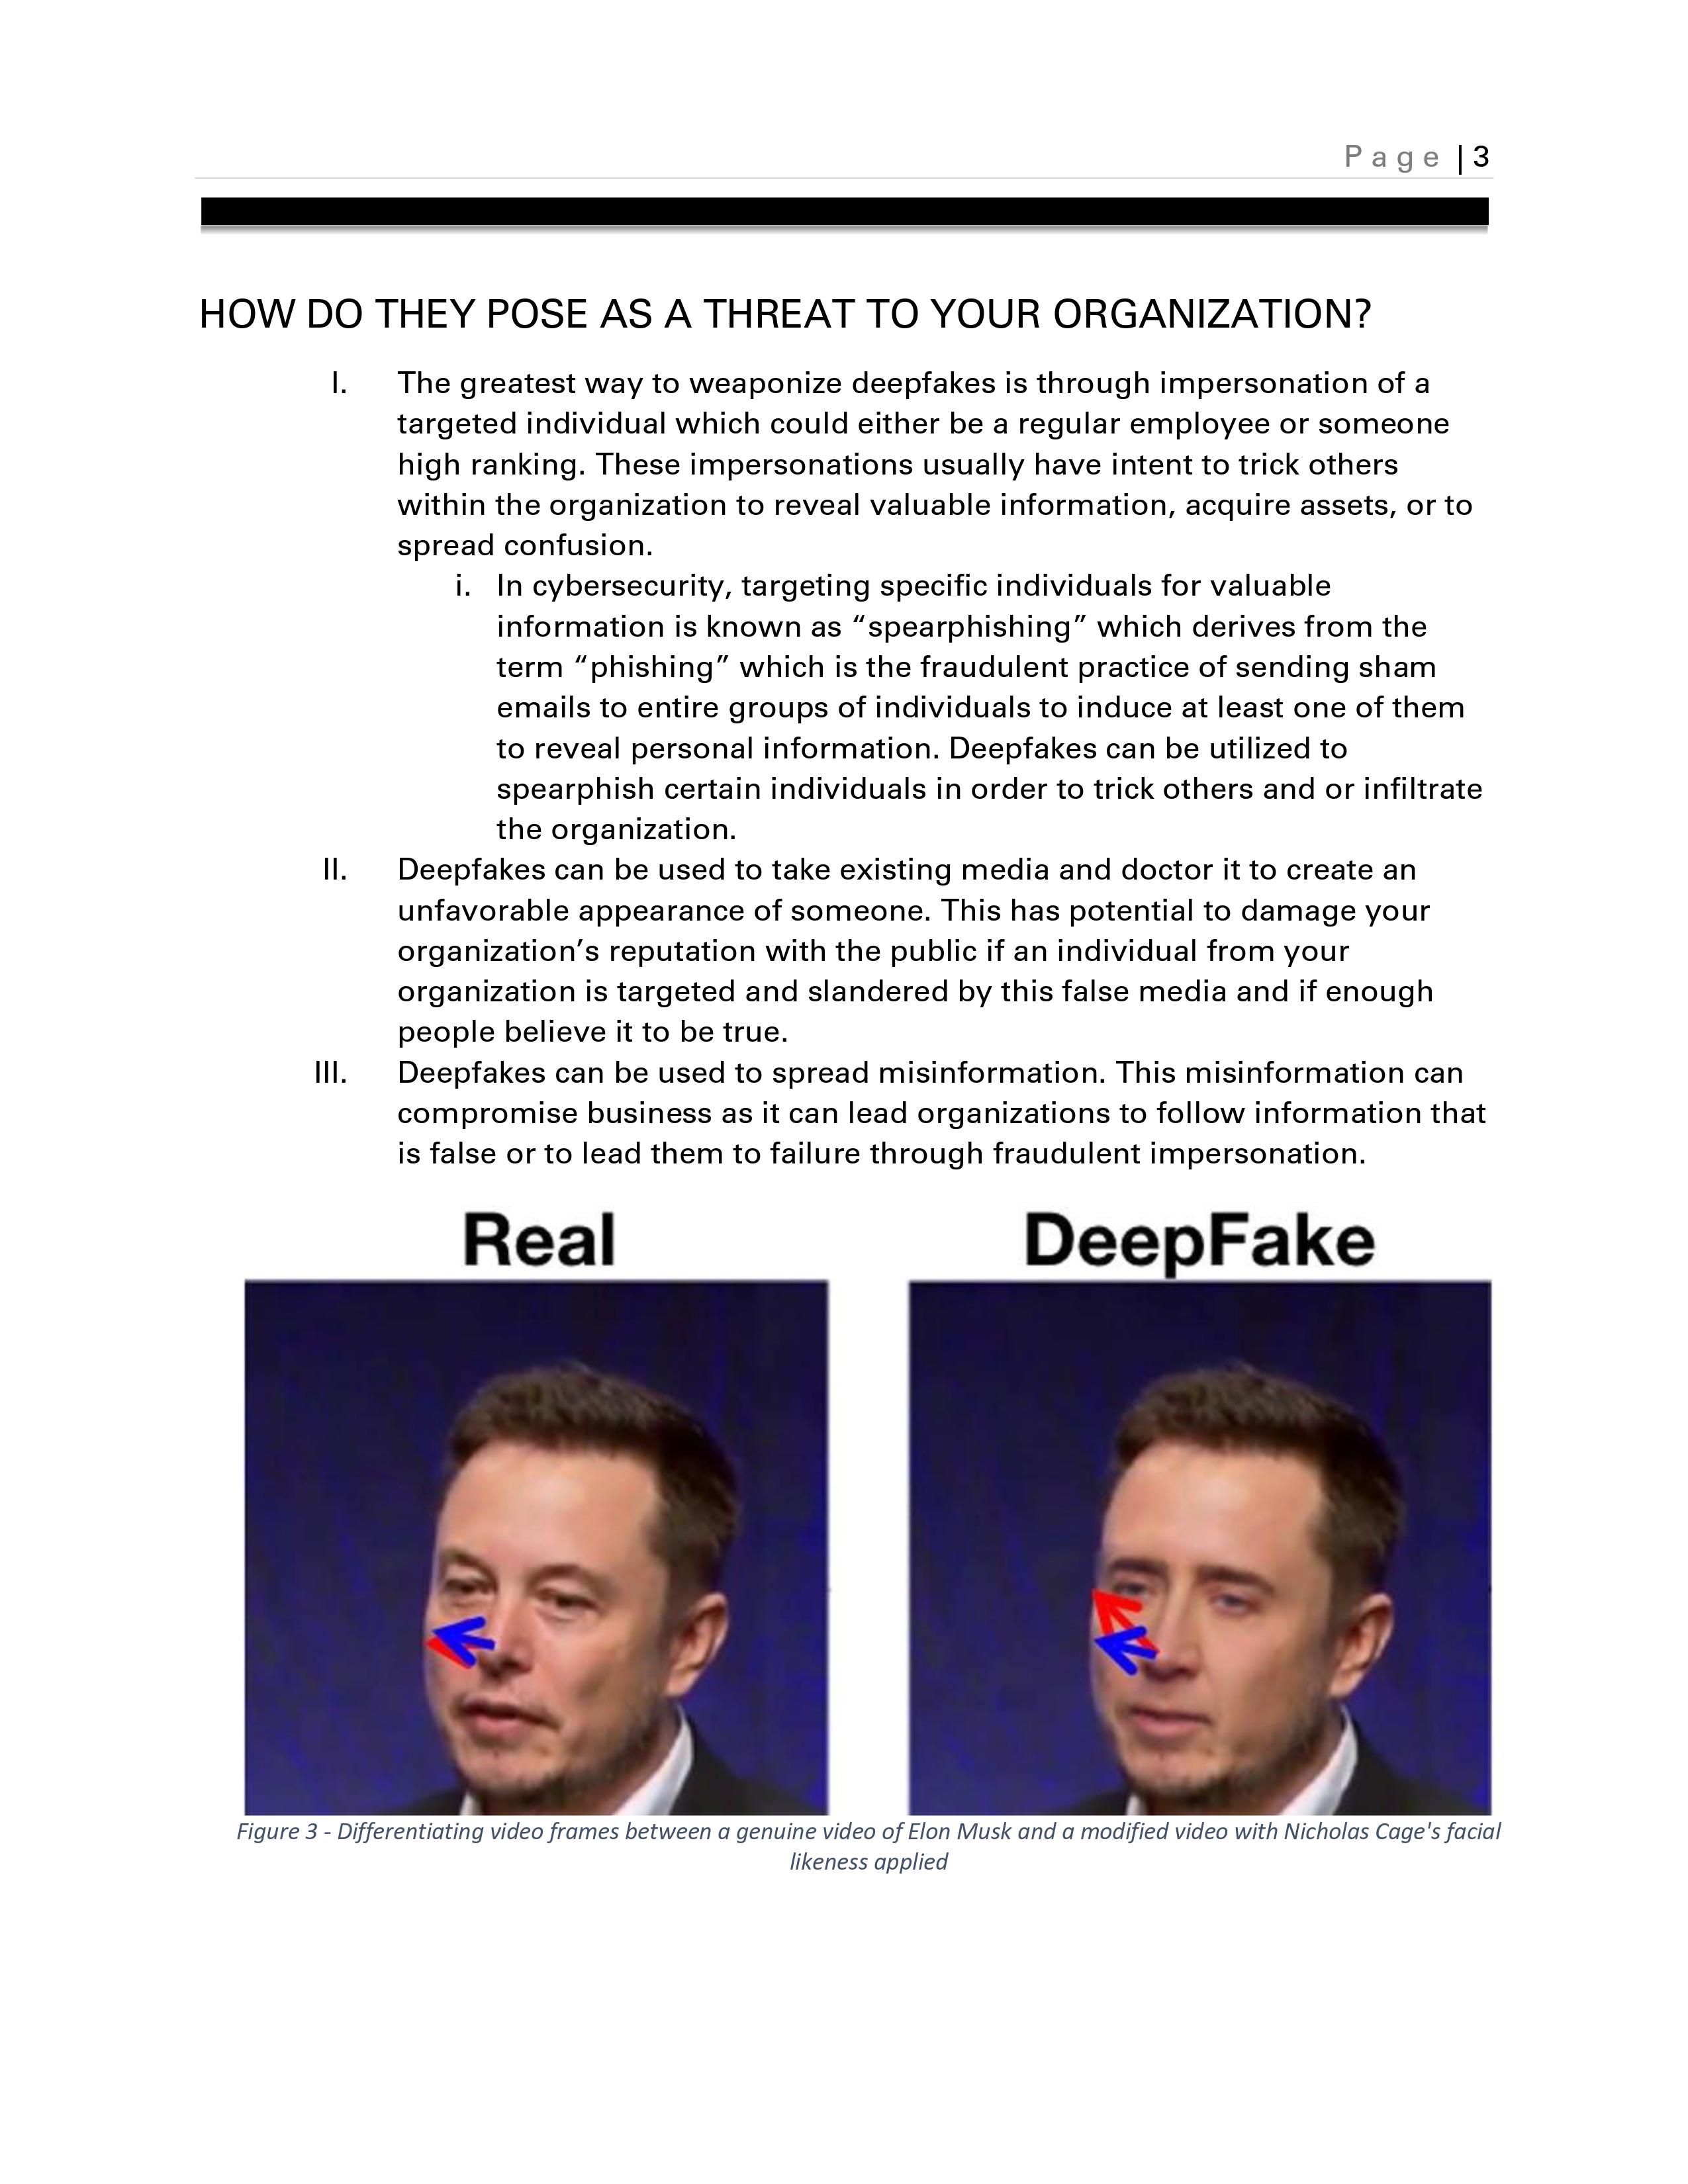 Page | 3
HOW DO THEY POSE AS A THREAT TO YOUR ORGANIZATION?
I. The greatest way to weaponize deepfakes is through impersonation of a
targeted individual which could either be a regular employee or someone
high ranking. These impersonations usually have intent to trick others
within the organization to reveal valuable information, acquire assets, or to
spread confusion.
i. In cybersecurity, targeting specific individuals for valuable
information is known as “spearphishing” which derives from the
term “phishing” which is the fraudulent practice of sending sham
emails to entire groups of individuals to induce at least one of them
to reveal personal information. Deepfakes can be utilized to
spearphish certain individuals in order to trick others and or infiltrate
the organization.
II. Deepfakes can be used to take existing media and doctor it to create an
unfavorable appearance of someone. This has potential to damage your
organization’s reputation with the public if an individual from your
organization is targeted and slandered by this false media and if enough
people believe it to be true.
III. Deepfakes can be used to spread misinformation. This misinformation can
compromise business as it can lead organizations to follow information that
is false or to lead them to failure through fraudulent impersonation.
Real DeepFake
Figure 3 - Differentiating video frames between a genuine video of Elon Musk and a modified video with Nicholas Cage's facial
likeness applied